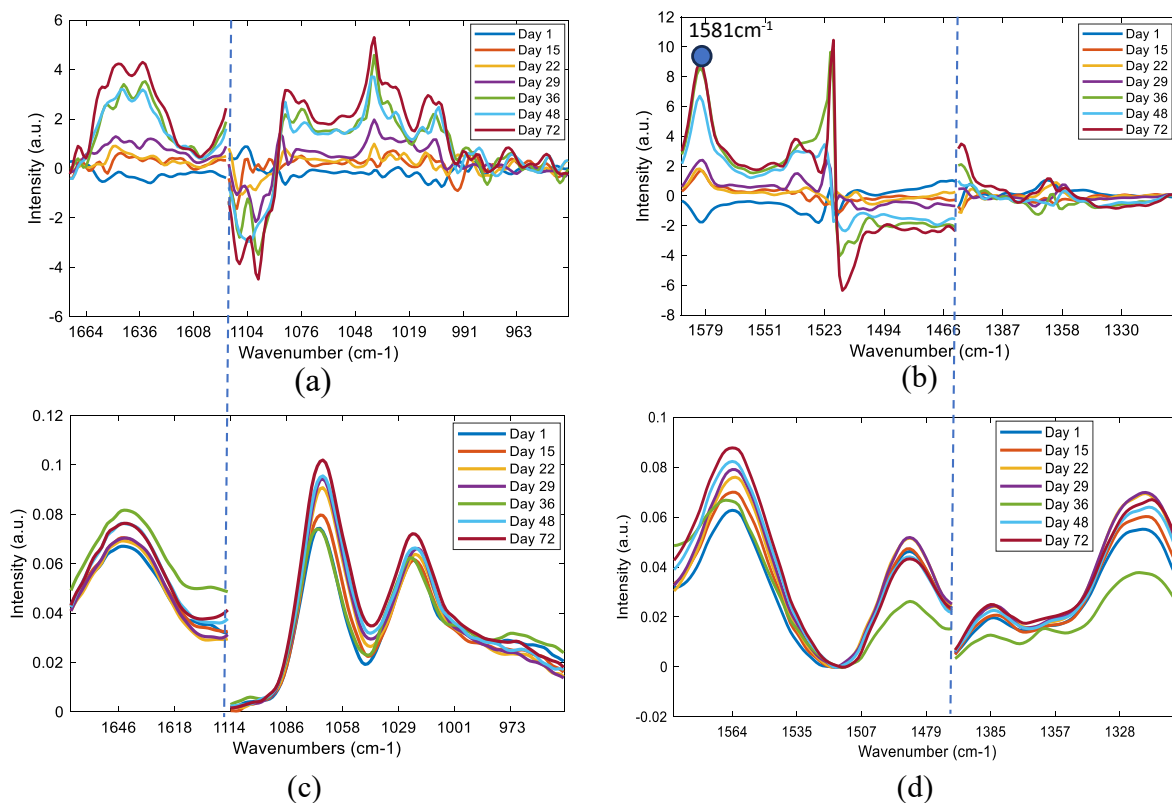 6
4
2
0
-2
-4
-6
Intensity (a.u.)
1664 1636 1608 1104 1076 1048 1019 991 963
Wavenumber (cm-1)
Day 1
Day 15
Day 22
Day 29
Day 36
Day 48
Day 72
(a)
1581cm-1
12
10
8
6
4
2
0
-2
-4
-6
-8
Intensity (a.u.)
1579 1551 1523 1494 1466 1387 1358 1330
Wavenumber (cm-1)
Day 1
Day 15
Day 22
Day 29
Day 36
Day 48
Day 72
(b)
0.12
0.1
0.08
0.06
0.04
0.02
0
Intensity (a.u.)
1646 1618 1114 1086 1058 1029 1001 973
Wavenumbers (cm-1)
Day 1
Day 15
Day 22
Day 29
Day 36
Day 48
Day 72
(c)
0.1
0.08
0.06
0.04
0.02
0
-0.02
Intensity (a.u.)
1564 1535 1507 1479 1385 1357 1328
Wavenumber (cm-1)
Day 1
Day 15
Day 22
Day 29
Day 36
Day 48
Day 72
(d)